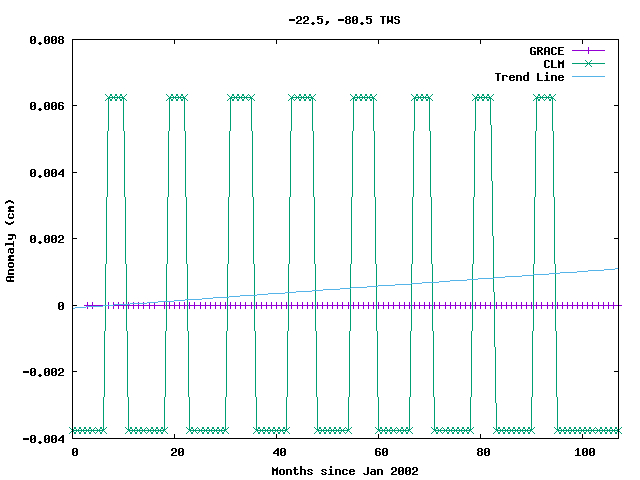 -22.5, -80.5 TWS
0.008
GRACE
CLM
Trend Line
0.006
0.004
0.002
0
-0.002
-0.004
Anomaly (cm)
0 20 40 60 80 100
Months since Jan 2002